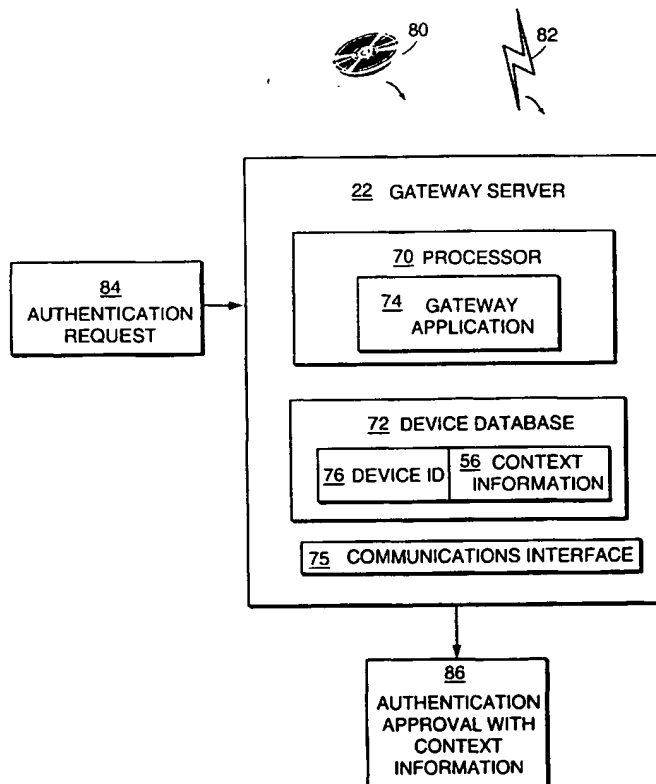 80
82
22 GATEWAY SERVER
70 PROCESSOR
74 GATEWAY
APPLICATION
84
AUTHENTICATION
REQUEST
72 DEVICE DATABASE
76 DEVICE ID
56 CONTEXT
INFORMATION
75 COMMUNICATIONS INTERFACE
86
AUTHENTICATION
APPROVAL WITH
CONTEXT
INFORMATION